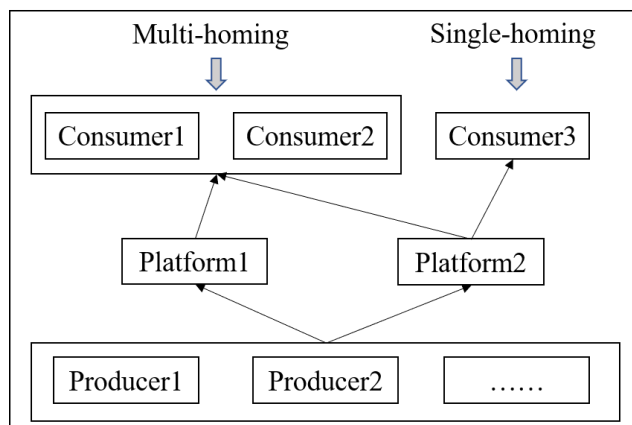 Multi-homing Single-homing
Consumer1 Consumer2 Consumer3
Platform1 Platform2
Producer1 Producer2 ……